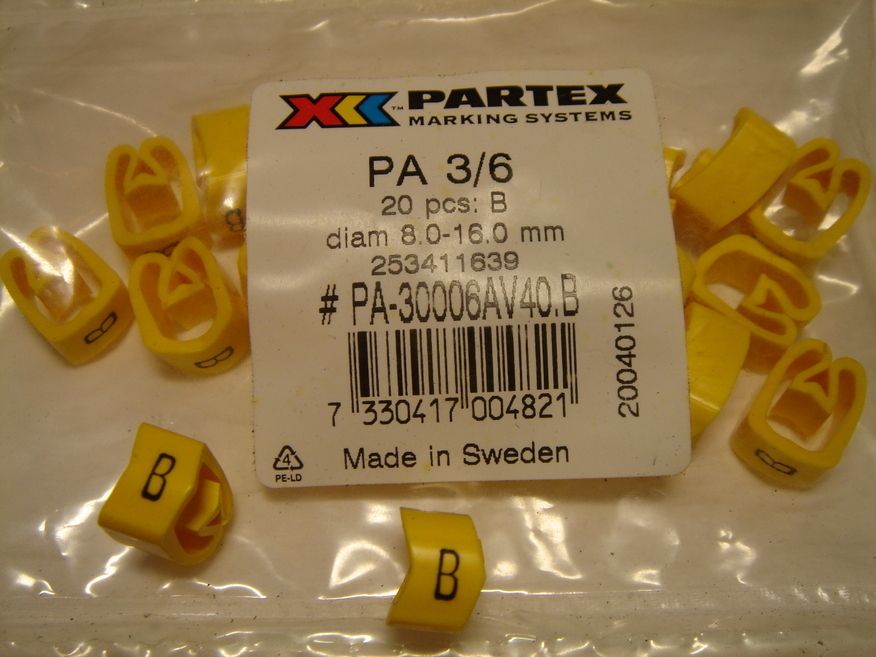 PARTEX
™
MARKING SYSTEMS
PA 3/6
20 pcs: B
diam 8.0-16.0 mm
253411639
# PA-30006AV40.B
7 330417 004821
20040126
4
PE-LD
Made in Sweden
B
B
B
B
B
B
B